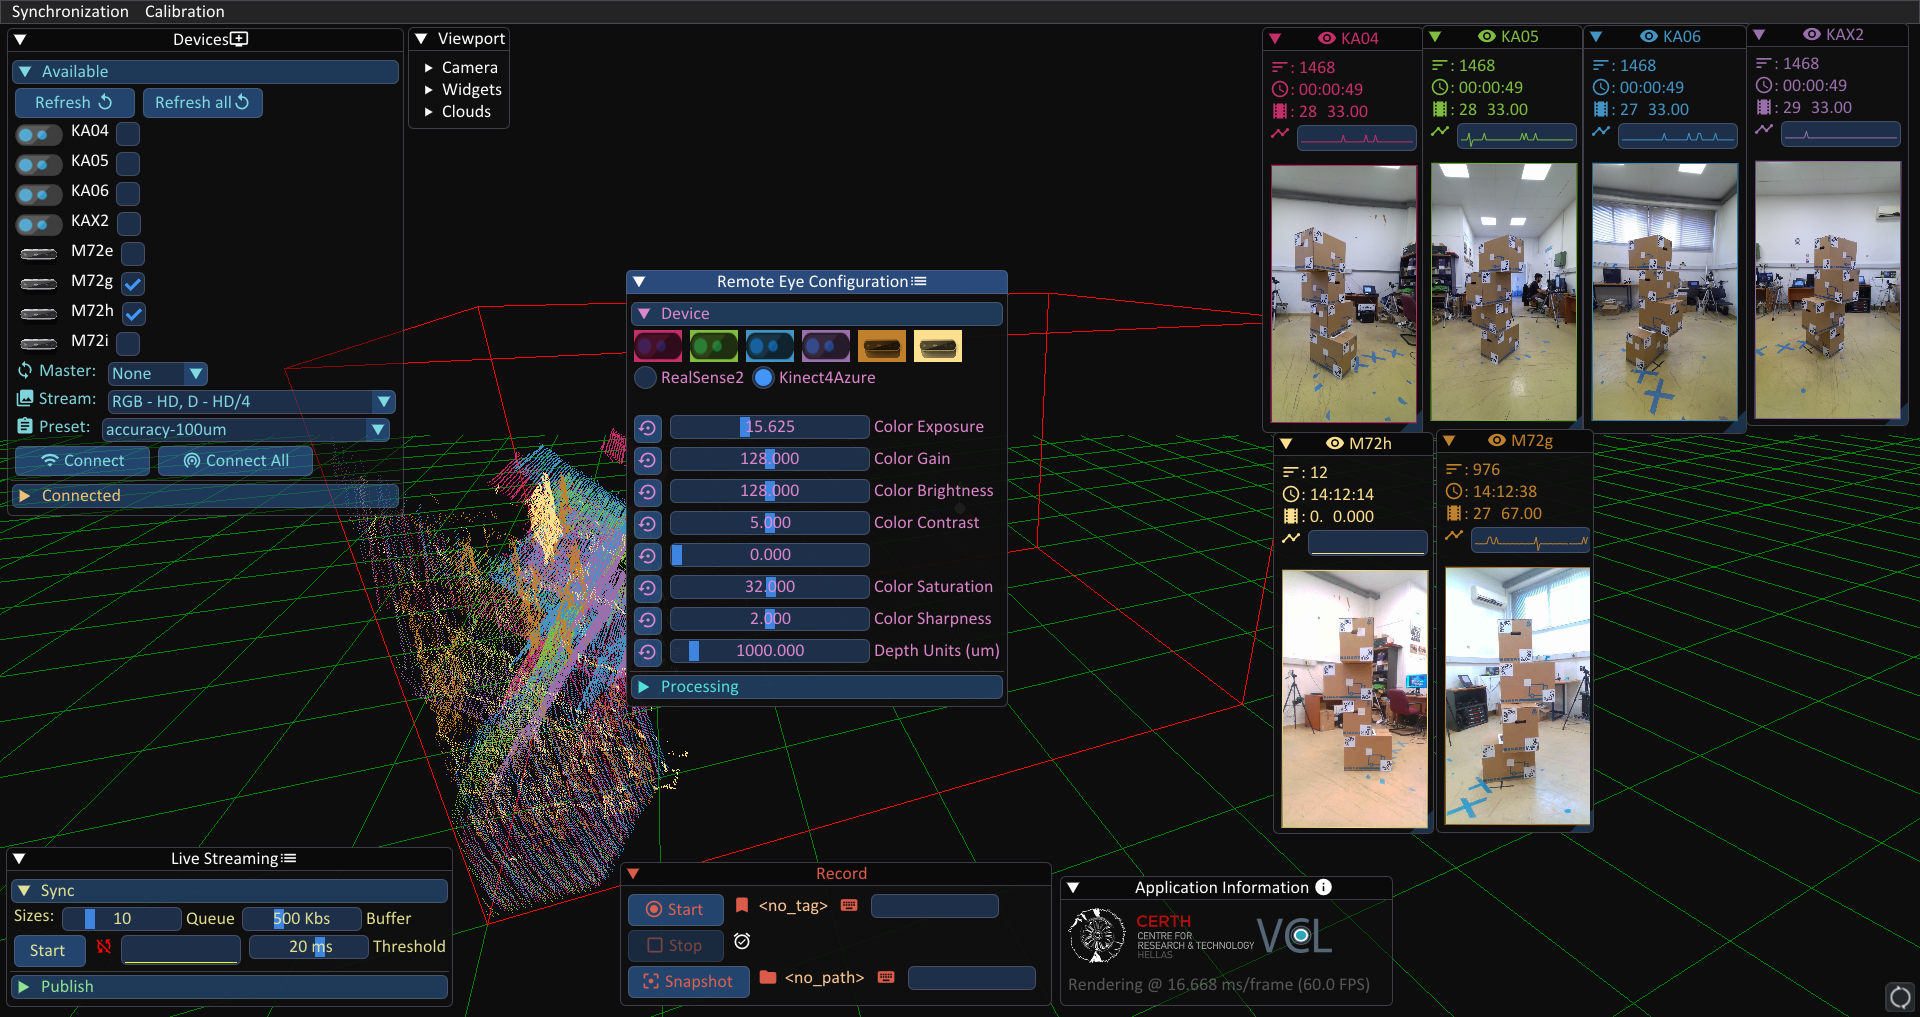 Synchronization Calibration
Devices
Available
Refresh Refresh all
KA04
KA05
KA06
KAX2
M72e
M72g
M72h
M72i
Master: None
Stream: RGB - HD, D - HD/4
Preset: accuracy-100um
Connect Connect All
Connected
Viewport
Camera
Widgets
Clouds
Remote Eye Configuration
Device
RealSense2 Kinect4Azure
15.625 Color Exposure
128.000 Color Gain
128.000 Color Brightness
5.000 Color Contrast
0.000
32.000 Color Saturation
2.000 Color Sharpness
1000.000 Depth Units (um)
Processing
KA04
: 1468
: 00:00:49
: 28 33.00
KA05
: 1468
: 00:00:49
: 28 33.00
KA06
: 1468
: 00:00:49
: 27 33.00
KAX2
: 1468
: 00:00:49
: 29 33.00
M72h
: 12
: 14:12:14
: 0. 0.000
M72g
: 976
: 14:12:38
: 27 67.00
Live Streaming
Sync
Sizes: 10 Queue 500 Kbs Buffer
Start 20 ms Threshold
Publish
Record
Start <no_tag>
Stop
Snapshot <no_path>
Application Information
CERTH
CENTRE FOR
RESEARCH & TECHNOLOGY
HELLAS
VCL
Rendering @ 16.668 ms/frame (60.0 FPS)